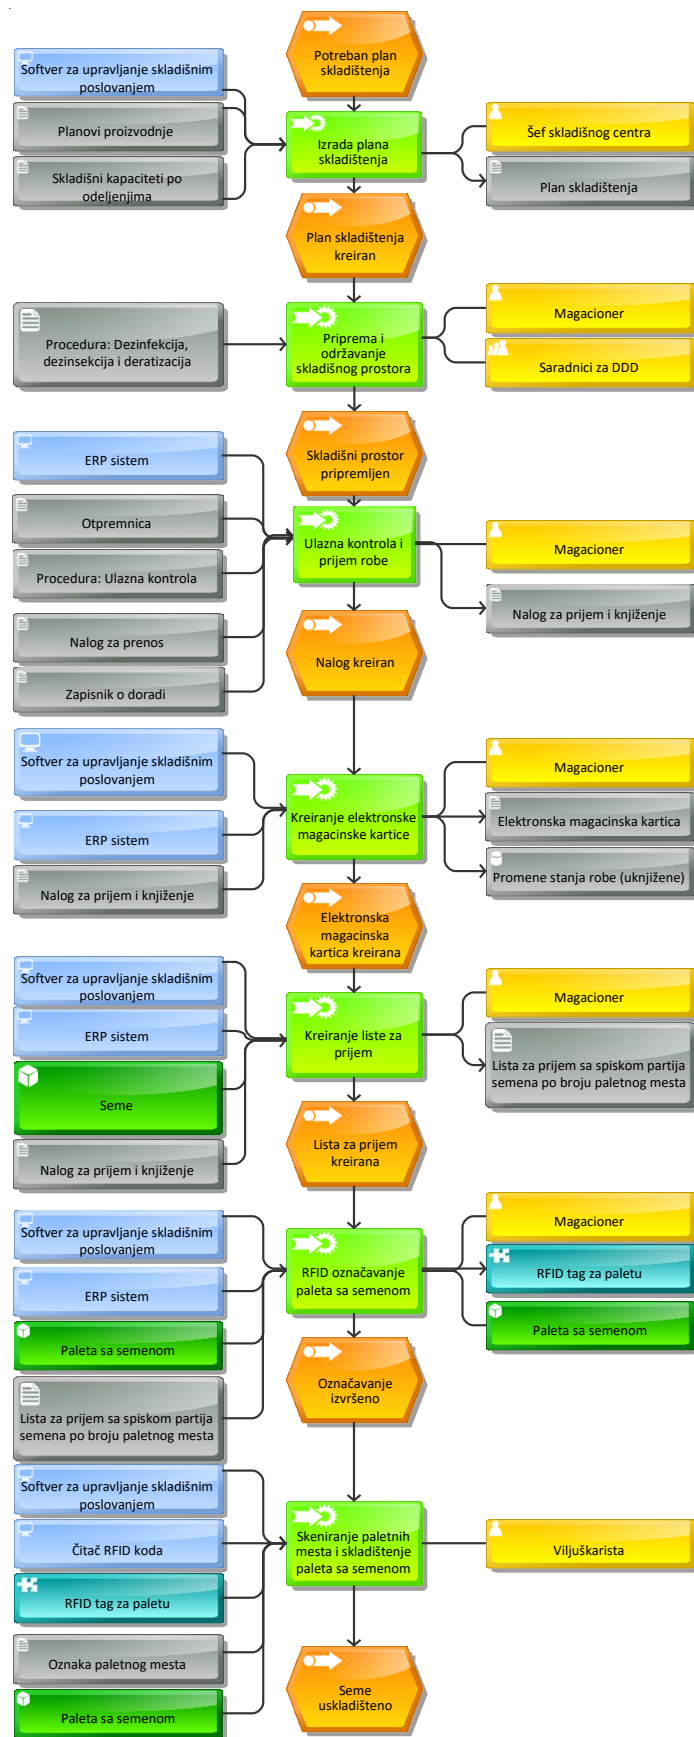 Potreban plan
skladištenja
Softver za upravljanje skladišnim
poslovanjem
Planovi proizvodnje
Skladišni kapaciteti po
odeljenjima
Izrada plana
skladištenja
Šef skladišnog centra
Plan skladištenja
Plan skladištenja
kreiran
Procedura: Dezinfekcija,
dezinsekcija i deratizacija
Priprema i
održavanje
skladišnog prostora
Magacioner
Saradnici za DDD
Skladišni prostor
pripremljen
ERP sistem
Otpremnica
Procedura: Ulazna kontrola
Nalog za prenos
Zapisnik o doradi
Ulazna kontrola i
prijem robe
Magacioner
Nalog za prijem i knjiženje
Nalog kreiran
Softver za upravljanje skladišnim
poslovanjem
ERP sistem
Nalog za prijem i knjiženje
Kreiranje elektronske
magacinske kartice
Magacioner
Elektronska magacinska kartica
Promene stanja robe (uknjižene)
Elektronska
magacinska
kartica kreirana
Softver za upravljanje skladišnim
poslovanjem
ERP sistem
Seme
Nalog za prijem i knjiženje
Kreiranje liste za
prijem
Magacioner
Lista za prijem sa spiskom partija
semena po broju paletnog mesta
Lista za prijem
kreirana
Softver za upravljanje skladišnim
poslovanjem
ERP sistem
Paleta sa semenom
Lista za prijem sa spiskom partija
semena po broju paletnog mesta
RFID označavanje
paleta sa semenom
Magacioner
RFID tag za paletu
Paleta sa semenom
Označavanje
izvršeno
Softver za upravljanje skladišnim
poslovanjem
Čitač RFID koda
RFID tag za paletu
Oznaka paletnog mesta
Paleta sa semenom
Skeniranje paletnih
mesta i skladištenje
paleta sa semenom
Viljuškarista
Seme
uskladišteno